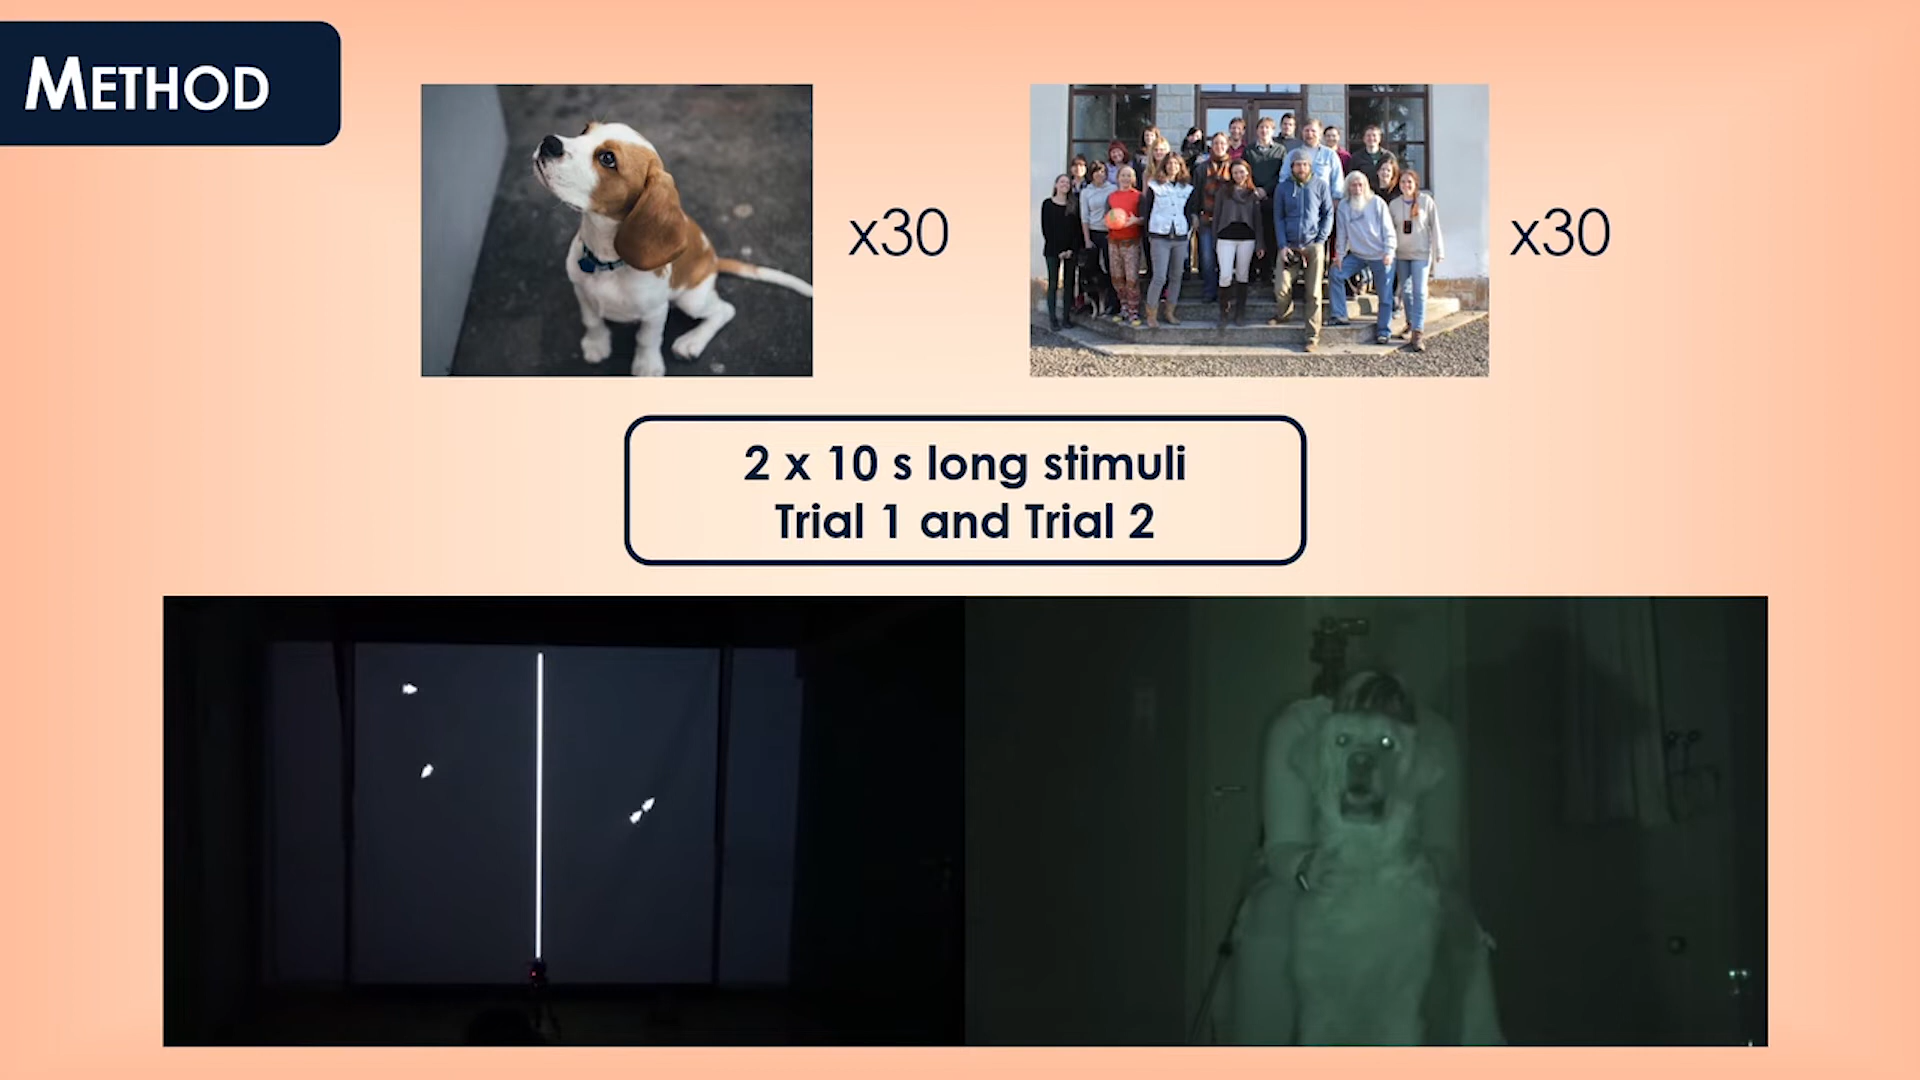 METHOD
x30
x30
2 x 10 s long stimuli
Trial 1 and Trial 2